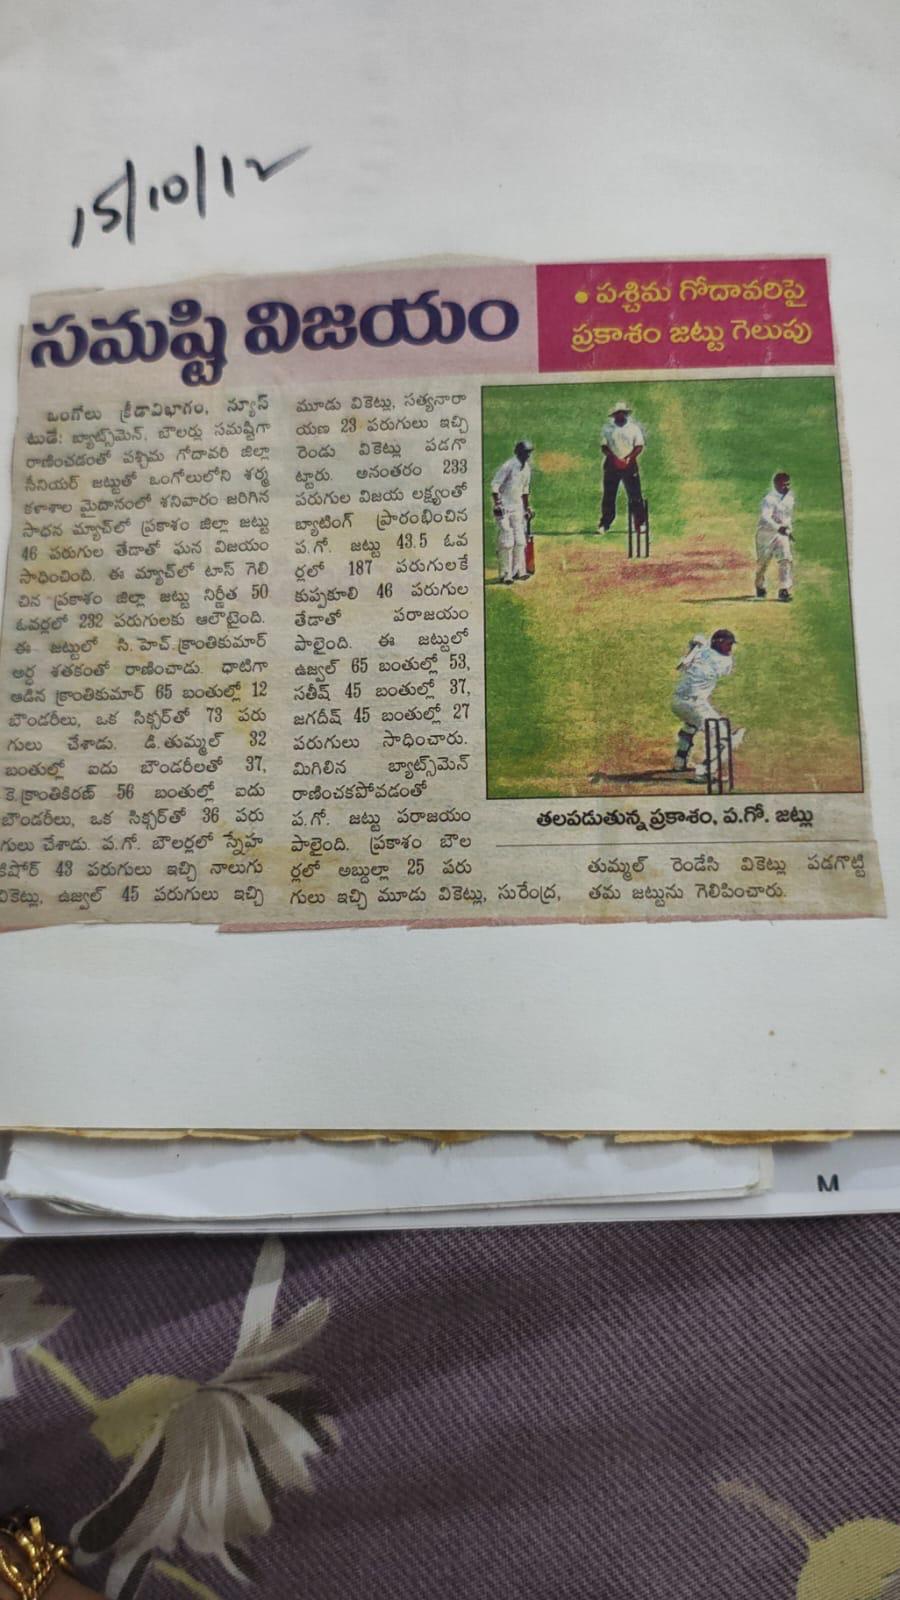 15/10/12
సమష్టి విజయం
• పశ్చిమ గోదావరిపై
ప్రకాశం జట్టు గెలుపు
ఒంగోలు క్రీడావిభాగం, న్యూస్
టుడే: బ్యాట్స్‌మెన్, బౌలర్లు సమష్టిగా
రాణించడంతో పశ్చిమ గోదావరి జిల్లా
సీనియర్ జట్టుతో ఒంగోలులోని శర్మ
కళాశాల మైదానంలో శనివారం జరిగిన
సాధన మ్యాచ్‌లో ప్రకాశం జిల్లా జట్టు
46 పరుగుల తేడాతో ఘన విజయం
సాధించింది. ఈ మ్యాచ్‌లో టాస్ గెలి
చిన ప్రకాశం జిల్లా జట్టు నిర్ణీత 50
ఓవర్లలో 232 పరుగులకు ఆలౌటైంది.
ఈ జట్టులో సి.హెచ్.క్రాంతికుమార్
అర్ధ శతకంతో రాణించాడు. ధాటిగా
ఆడిన క్రాంతికుమార్ 65 బంతుల్లో 12
బౌండరీలు, ఒక సిక్సర్‌తో 73 పరు
గులు చేశాడు. డి.తుమ్మల్ 32
బంతుల్లో ఐదు బౌండరీలతో 37,
కె.క్రాంతికిరణ్ 56 బంతుల్లో ఐదు
బౌండరీలు, ఒక సిక్సర్‌తో 36 పరు
గులు చేశాడు. ప.గో. బౌలర్లలో స్నేహ
కిషోర్ 43 పరుగులు ఇచ్చి నాలుగు
వికెట్లు, ఉజ్వల్ 45 పరుగులు ఇచ్చి
మూడు వికెట్లు, సత్యనారా
యణ 23 పరుగులు ఇచ్చి
రెండు వికెట్లు పడగొ
ట్టారు. అనంతరం 233
పరుగుల విజయ లక్ష్యంతో
బ్యాటింగ్ ప్రారంభించిన
ప.గో. జట్టు 43.5 ఓవ
ర్లలో 187 పరుగులకే
కుప్పకూలి 46 పరుగుల
తేడాతో పరాజయం
పాలైంది. ఈ జట్టులో
ఉజ్వల్ 65 బంతుల్లో 53,
సతీష్ 45 బంతుల్లో 37,
జగదీష్ 45 బంతుల్లో 27
పరుగులు సాధించారు.
మిగిలిన బ్యాట్స్‌మెన్
రాణించకపోవడంతో
ప.గో. జట్టు పరాజయం
పాలైంది. ప్రకాశం బౌల
ర్లలో అబ్దుల్లా 25 పరు
గులు ఇచ్చి మూడు వికెట్లు, సురేంద్ర,
తుమ్మల్ రెండేసి వికెట్లు పడగొట్టి
తమ జట్టును గెలిపించారు.
తలపడుతున్న ప్రకాశం, ప.గో. జట్లు
M